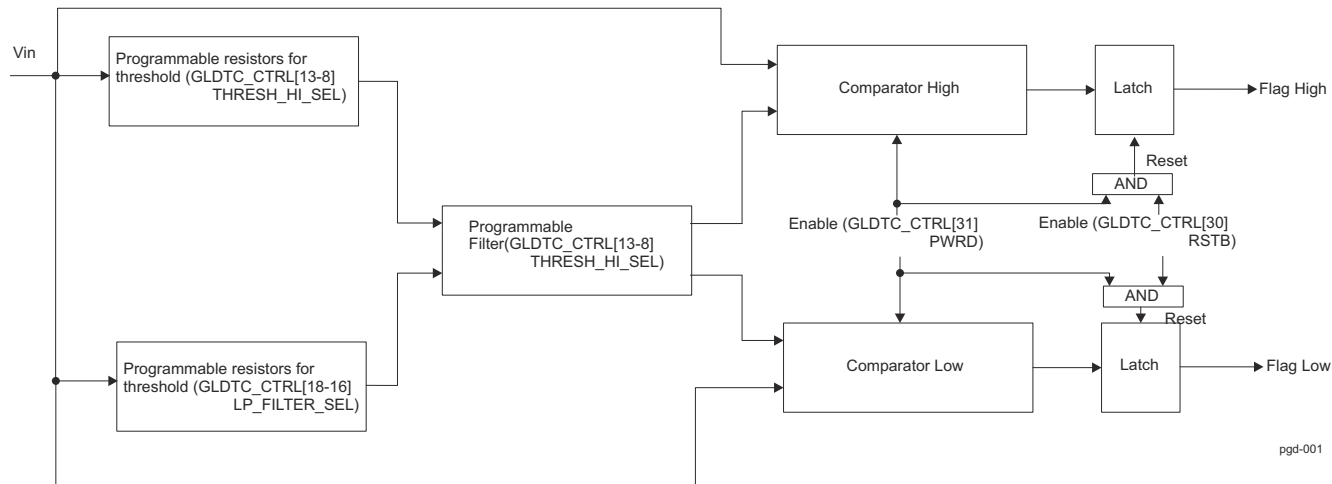 Vin
Programmable resistors for
threshold (GLDTC_CTRL[13-8]
THRESH_HI_SEL)
Comparator High
Latch
Flag High
Reset
AND
Programmable
Filter(GLDTC_CTRL[13-8]
THRESH_HI_SEL)
Enable (GLDTC_CTRL[31]
PWRD)
Enable (GLDTC_CTRL[30]
RSTB)
AND
Reset
Programmable resistors for
threshold (GLDTC_CTRL[18-16]
LP_FILTER_SEL)
Comparator Low
Latch
Flag Low
pgd-001